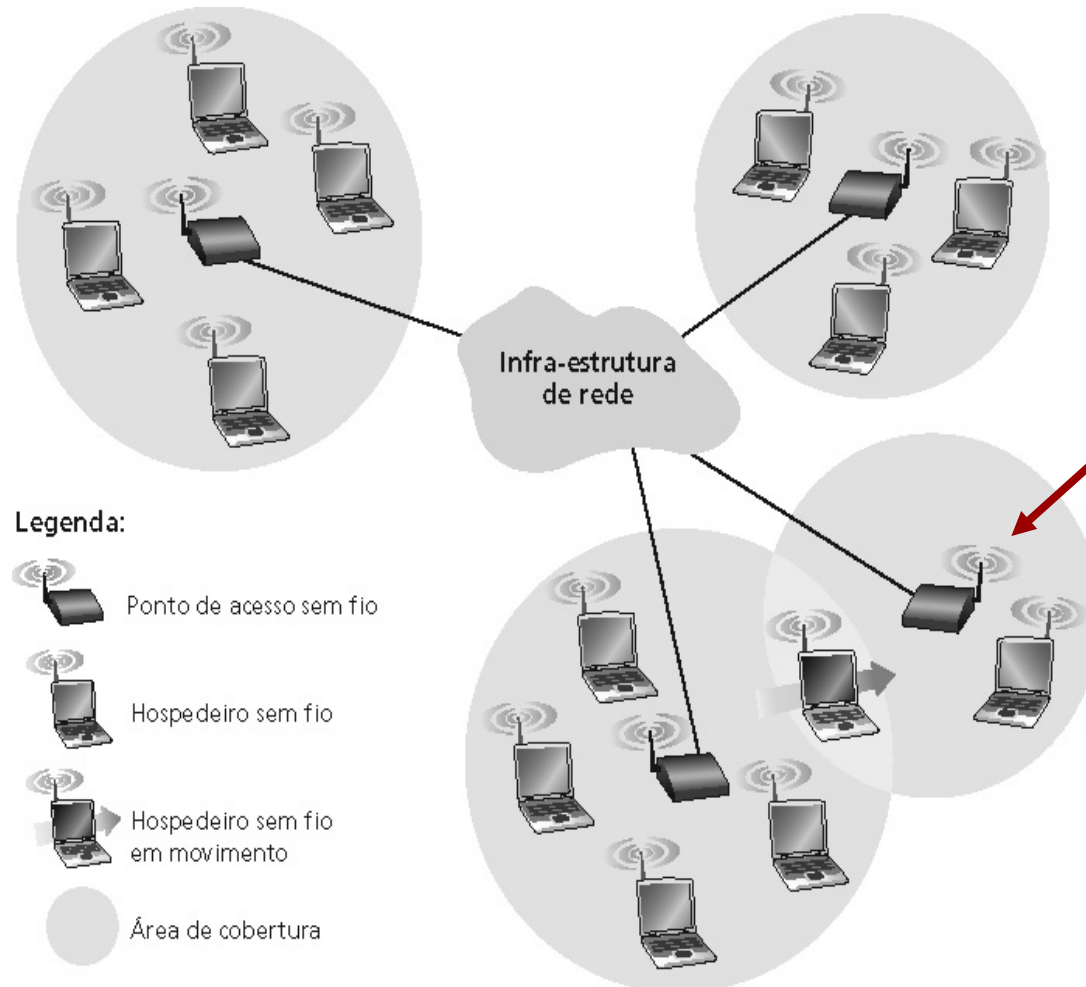 Infra-estrutura
de rede
Legenda:
Ponto de acesso sem fio
Hospedeiro sem fio
Hospedeiro sem fio
em movimento
Área de cobertura